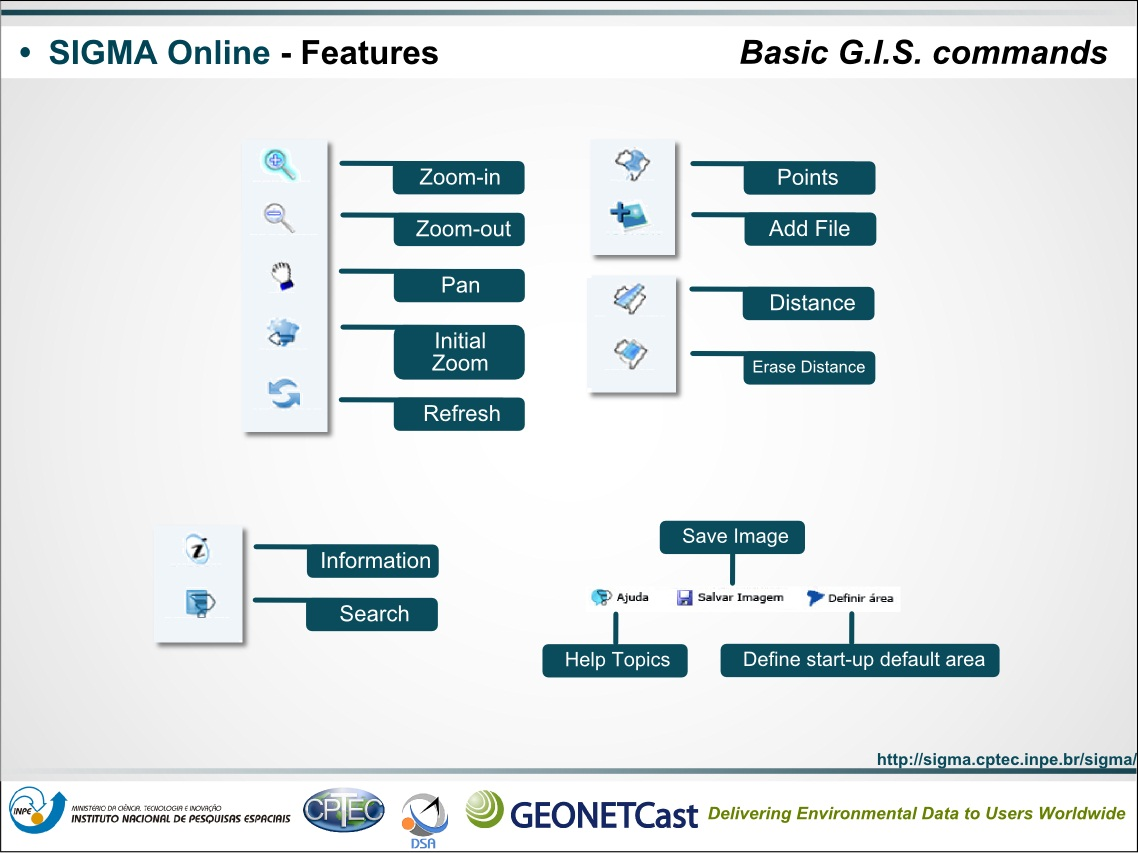 • SIGMA Online - Features
Basic G.I.S. commands
Zoom-in
Zoom-out
Pan
Initial
Zoom
Refresh
Points
Add File
Distance
Erase Distance
i
Information
Search
Save Image
Ajuda
Salvar Imagem
Definir área
Help Topics
Define start-up default area
http://sigma.cptec.inpe.br/sigma/
INPE
MINISTÉRIO DA CIÊNCIA, TECNOLOGIA E INOVAÇÃO
INSTITUTO NACIONAL DE PESQUISAS ESPACIAIS
CPTEC
DSA
GEONETCast
Delivering Environmental Data to Users Worldwide